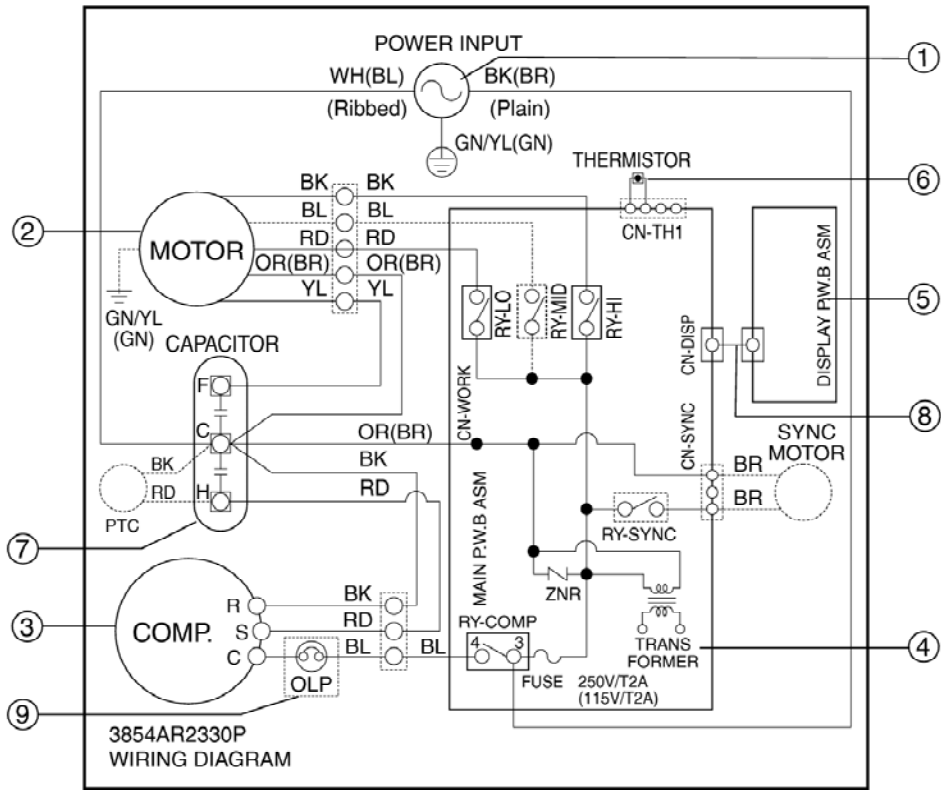 POWER INPUT
WH(BL)
BK(BR)
(Ribbed)
(Plain)
GN/YL(GN)
1
THERMISTOR
6
CN-TH1
BK
BK
BL
BL
RD
RD
OR(BR)
OR(BR)
YL
YL
2
MOTOR
GN/YL
(GN)
RY-LO
RY-MID
RY-HI
CN-DISP
DISPLAY P.W.B ASM
5
8
CAPACITOR
F
C
H
CN-WORK
OR(BR)
BK
RD
BK
RD
PTC
7
CN-SYNC
SYNC
MOTOR
BR
BR
RY-SYNC
MAIN P.W.B ASM
ZNR
3
COMP.
R
S
C
BK
RD
BL
BL
OLP
9
RY-COMP
4
3
FUSE
250V/T2A
(115V/T2A)
TRANS
FORMER
4
3854AR2330P
WIRING DIAGRAM